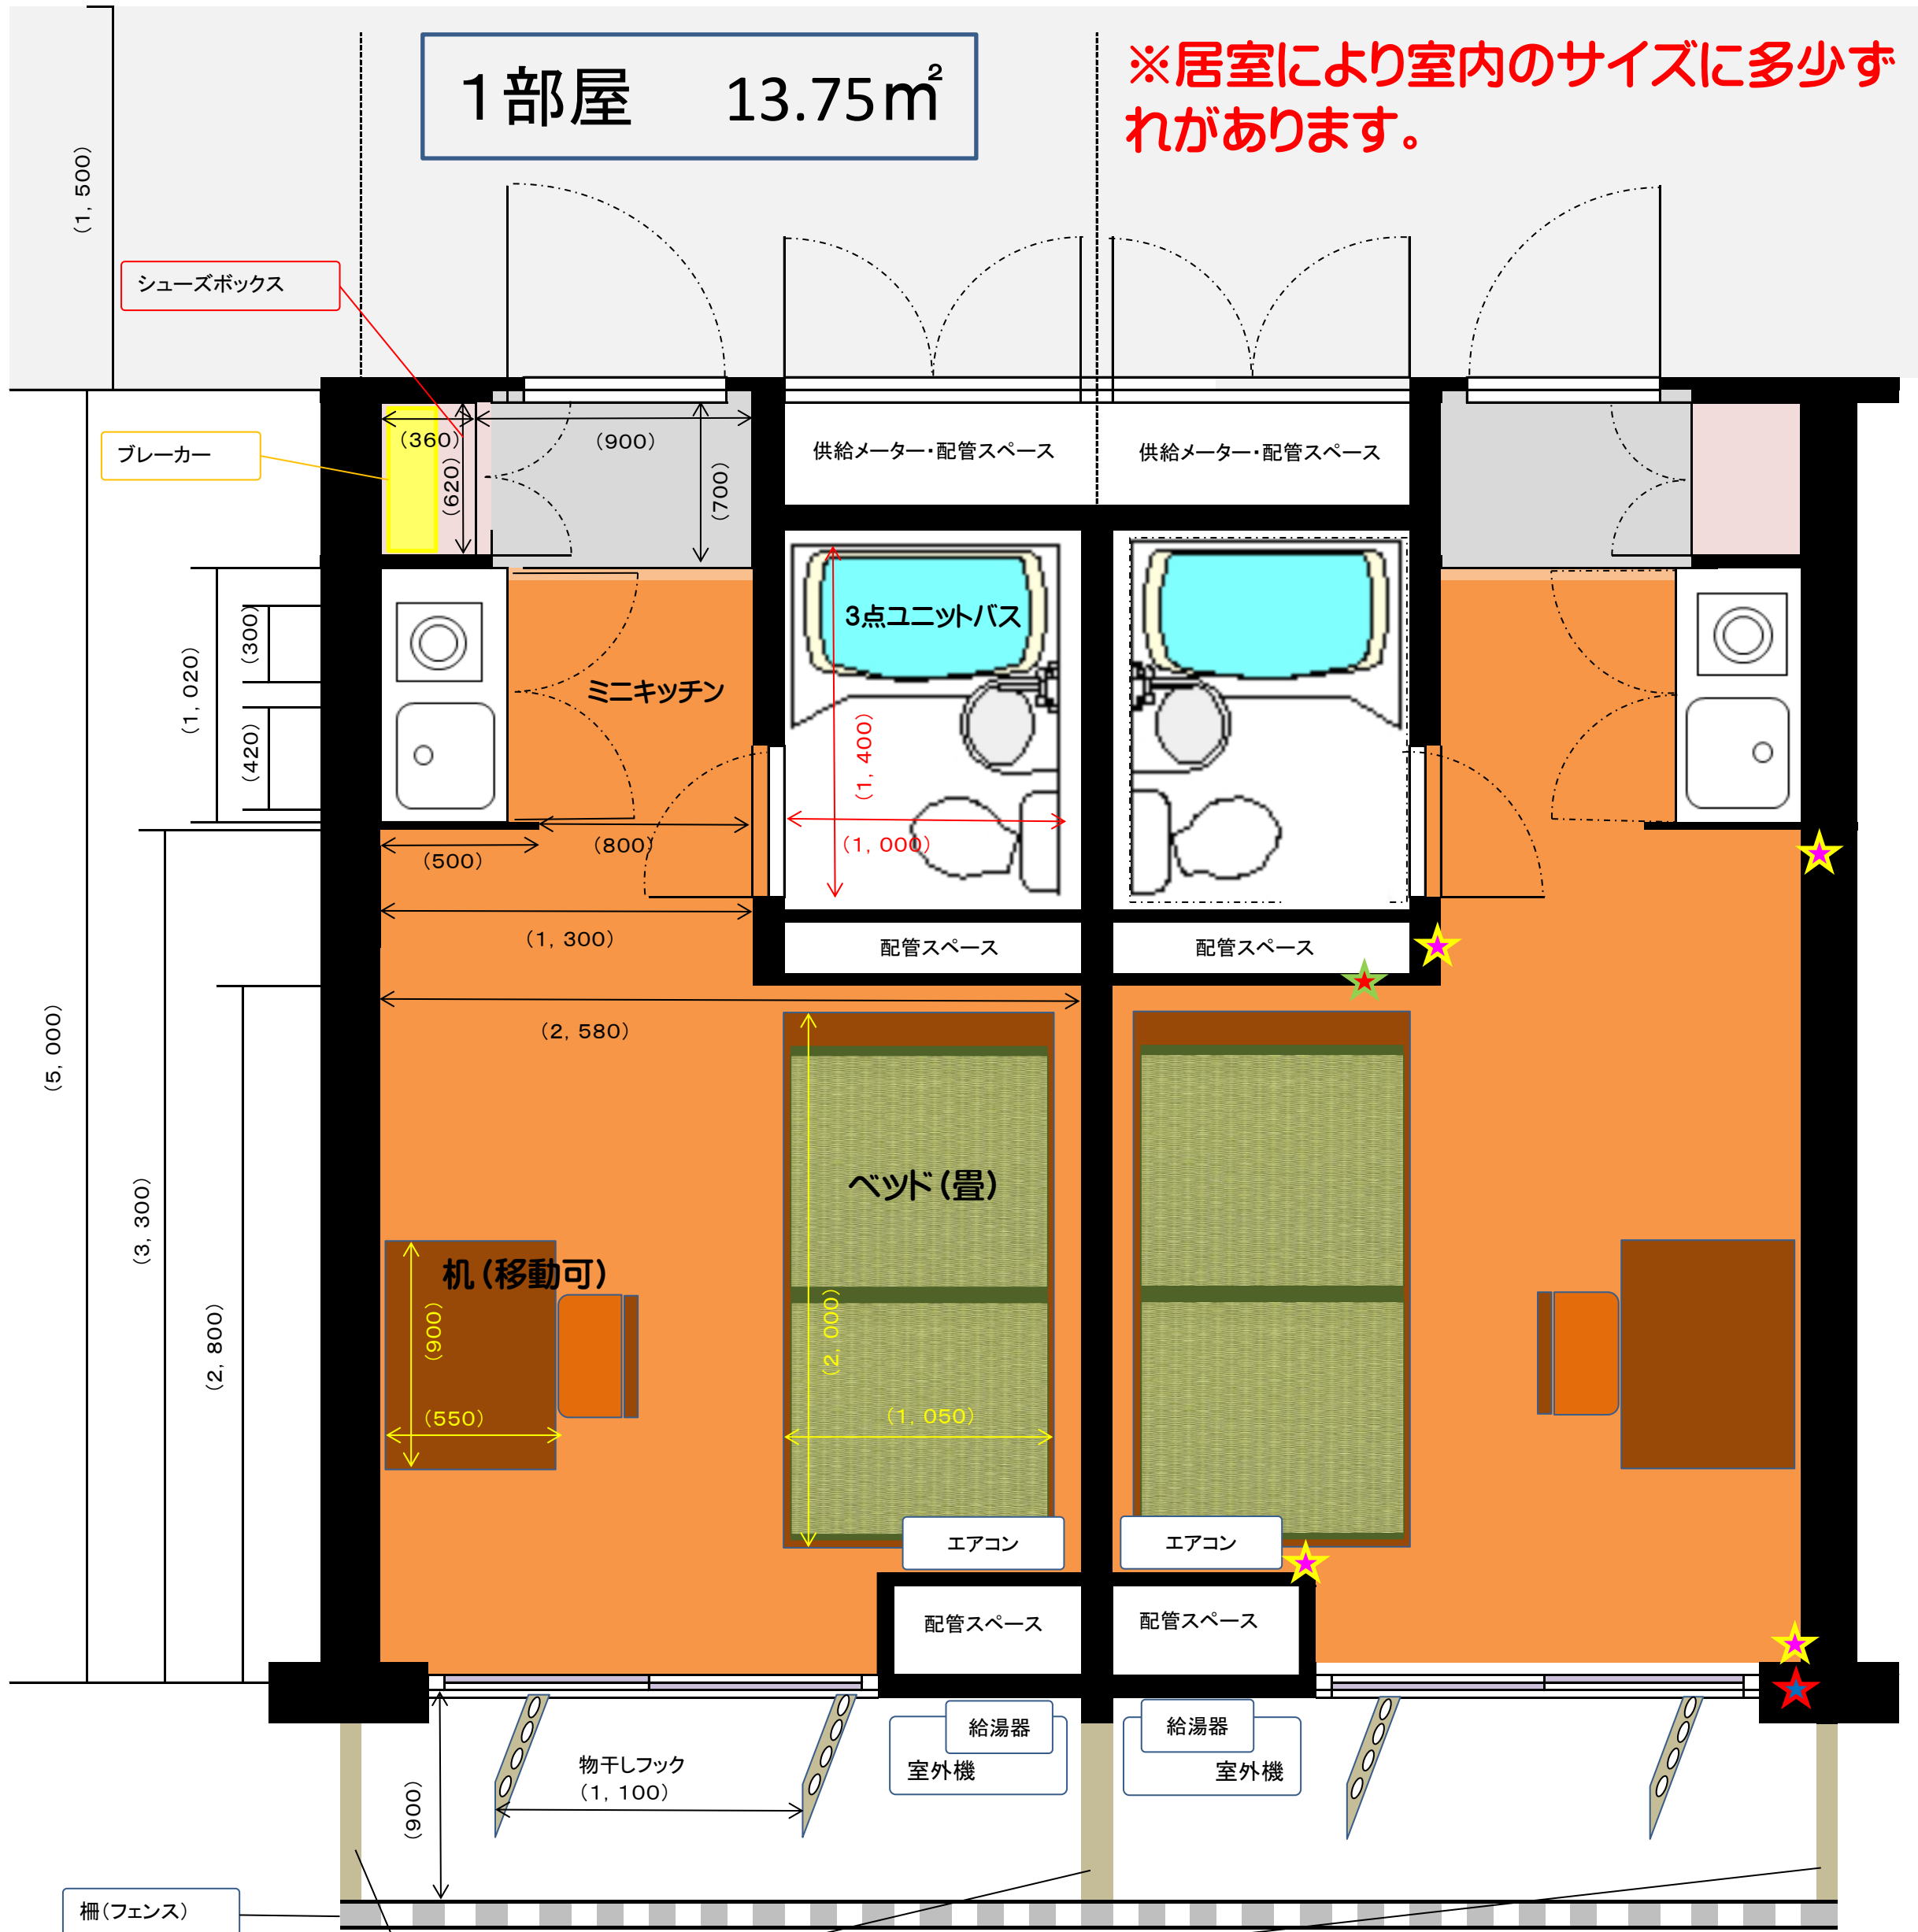 1部屋 13.75㎡
※居室により室内のサイズに多少ず
れがあります。
(1, 500)
シューズボックス
ブレーカー
(360)
(900)
(620)
(700)
供給メーター・配管スペース
供給メーター・配管スペース
3点ユニットバス
ミニキッチン
(300)
(1, 020)
(420)
(1, 400)
(1, 000)
(800)
(500)
(1, 300)
配管スペース
配管スペース
(2, 580)
(5, 000)
(3, 300)
(2, 800)
ベッド(畳)
机(移動可)
(900)
(550)
(2, 000)
(1, 050)
エアコン
エアコン
配管スペース
配管スペース
給湯器
室外機
給湯器
室外機
物干しフック
(1, 100)
(900)
柵(フェンス)